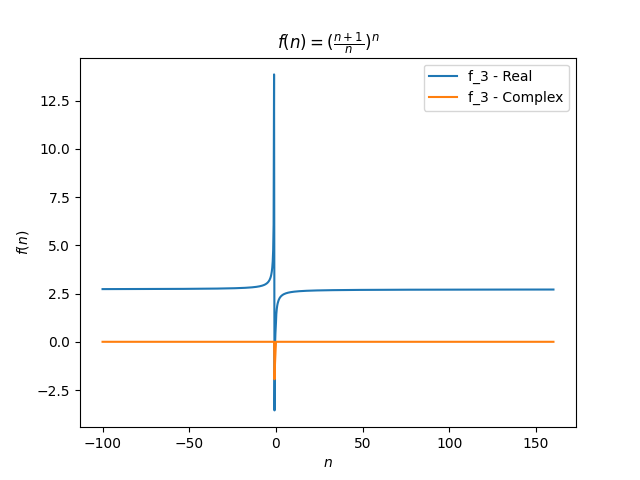 f(n) = (\frac{n+1}{n})^n
f_3 - Real
f_3 - Complex
12.5
10.0
7.5
5.0
2.5
0.0
−2.5
f(n)
−100 −50 0 50 100 150
n